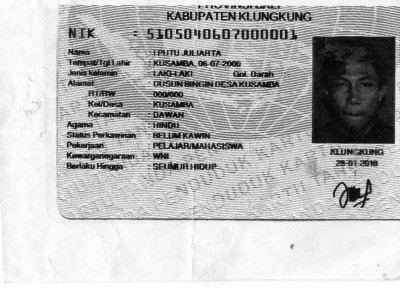 PROVINSI BALI
KABUPATEN KLUNGKUNG
NIK : 5105040607000001
Nama : I PUTU JULIARTA
Tempat/Tgl Lahir : KUSAMBA, 06-07-2000
Jenis kelamin : LAKI-LAKI Gol. Darah
Alamat : DUSUN BINGIN DESA KUSAMBA
RT/RW : 000/000
Kel/Desa : KUSAMBA
Kecamatan : DAWAN
Agama : HINDU
Status Perkawinan : BELUM KAWIN
Pekerjaan : PELAJAR/MAHASISWA
Kewarganegaraan : WNI
Berlaku Hingga : SEUMUR HIDUP
KLUNGKUNG
28-01-2018